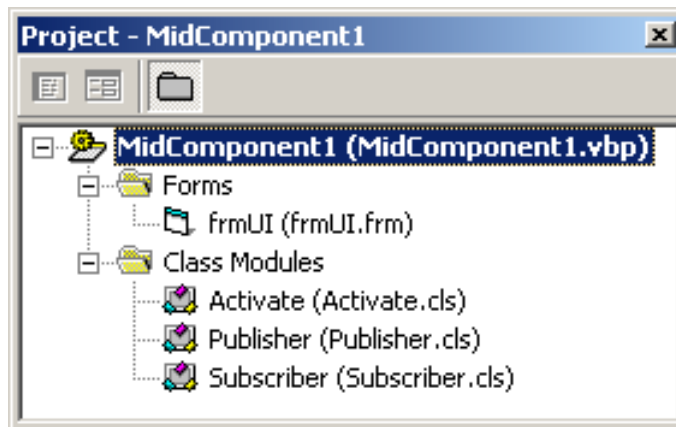 Project - MidComponent1
MidComponent1 (MidComponent1.vbp)
Forms
frmUI (frmUI.frm)
Class Modules
Activate (Activate.cls)
Publisher (Publisher.cls)
Subscriber (Subscriber.cls)